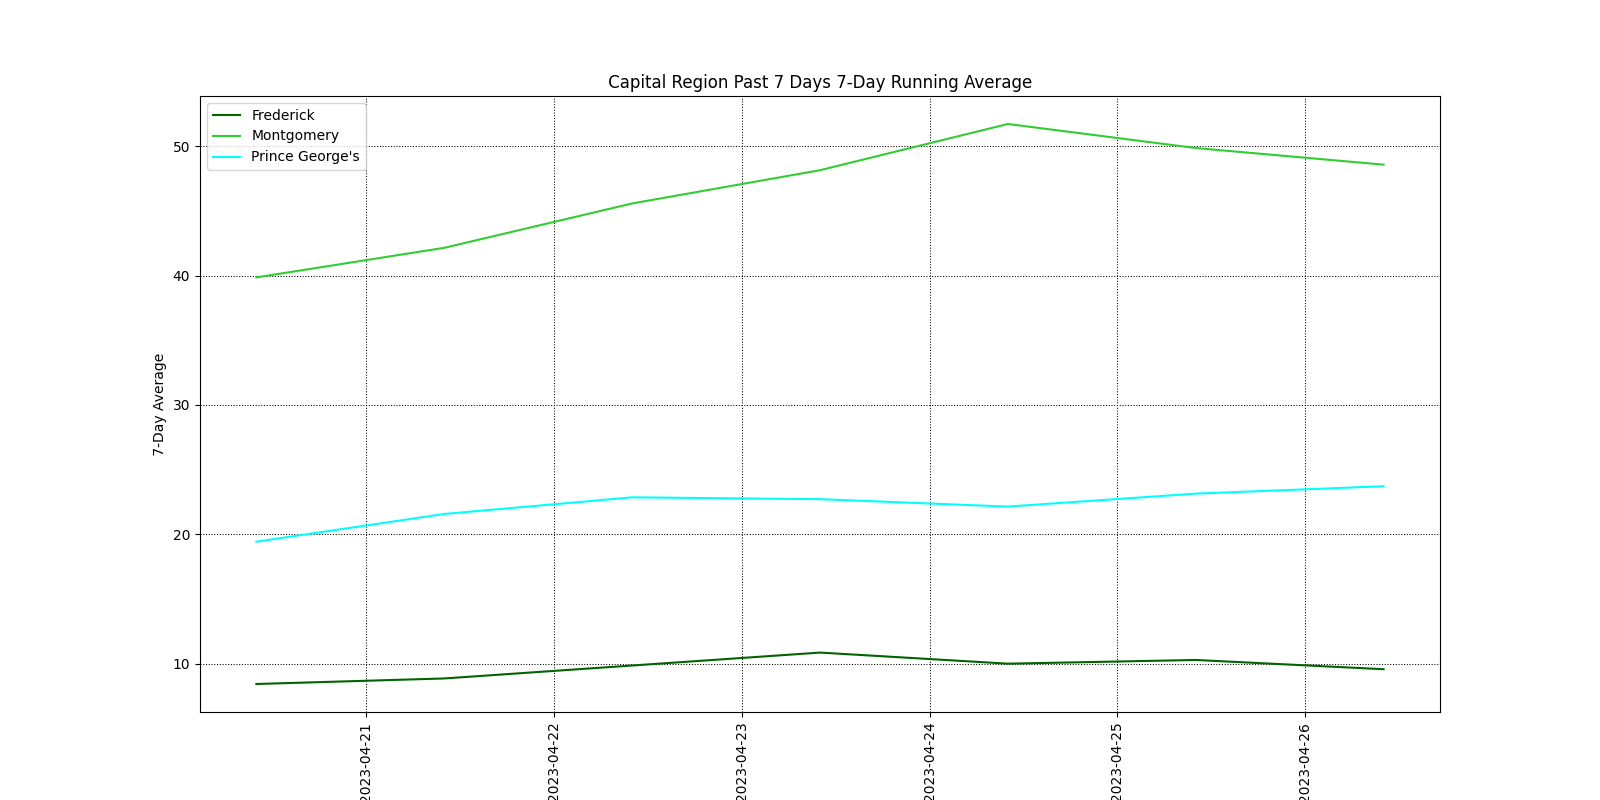 Capital Region Past 7 Days 7-Day Running Average
Frederick
Montgomery
Prince George's
50
40
30
20
10
7-Day Average
2023-04-21
2023-04-22
2023-04-23
2023-04-24
2023-04-25
2023-04-26